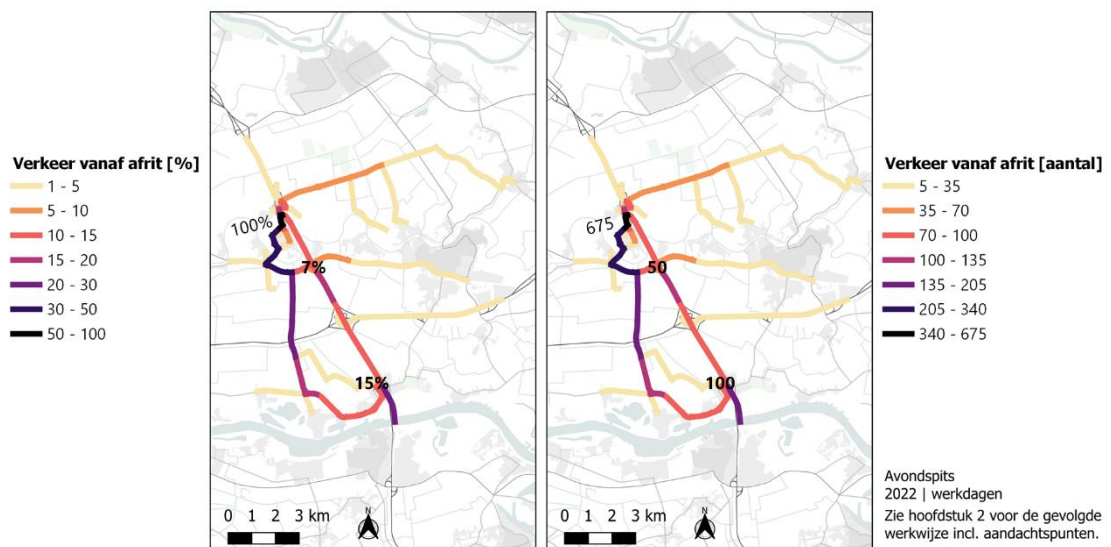 Verkeer vanaf afrit [%]
1 - 5
5 - 10
10 - 15
15 - 20
20 - 30
30 - 50
50 - 100
100%
7%
15%
0 1 2 3 km
N
675
50
100
0 1 2 3 km
N
Verkeer vanaf afrit [aantal]
5 - 35
35 - 70
70 - 100
100 - 135
135 - 205
205 - 340
340 - 675
Avondspits
2022 | werkdagen
Zie hoofdstuk 2 voor de gevolgde
werkwijze incl. aandachtspunten.